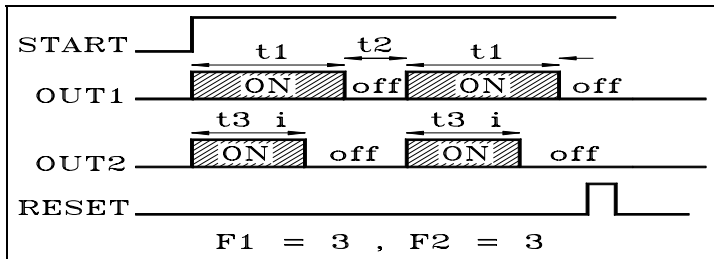 START
t1 t2 t1
OUT1 ON off ON off
t3 i t3 i
OUT2 ON off ON off
RESET
F1 = 3 , F2 = 3